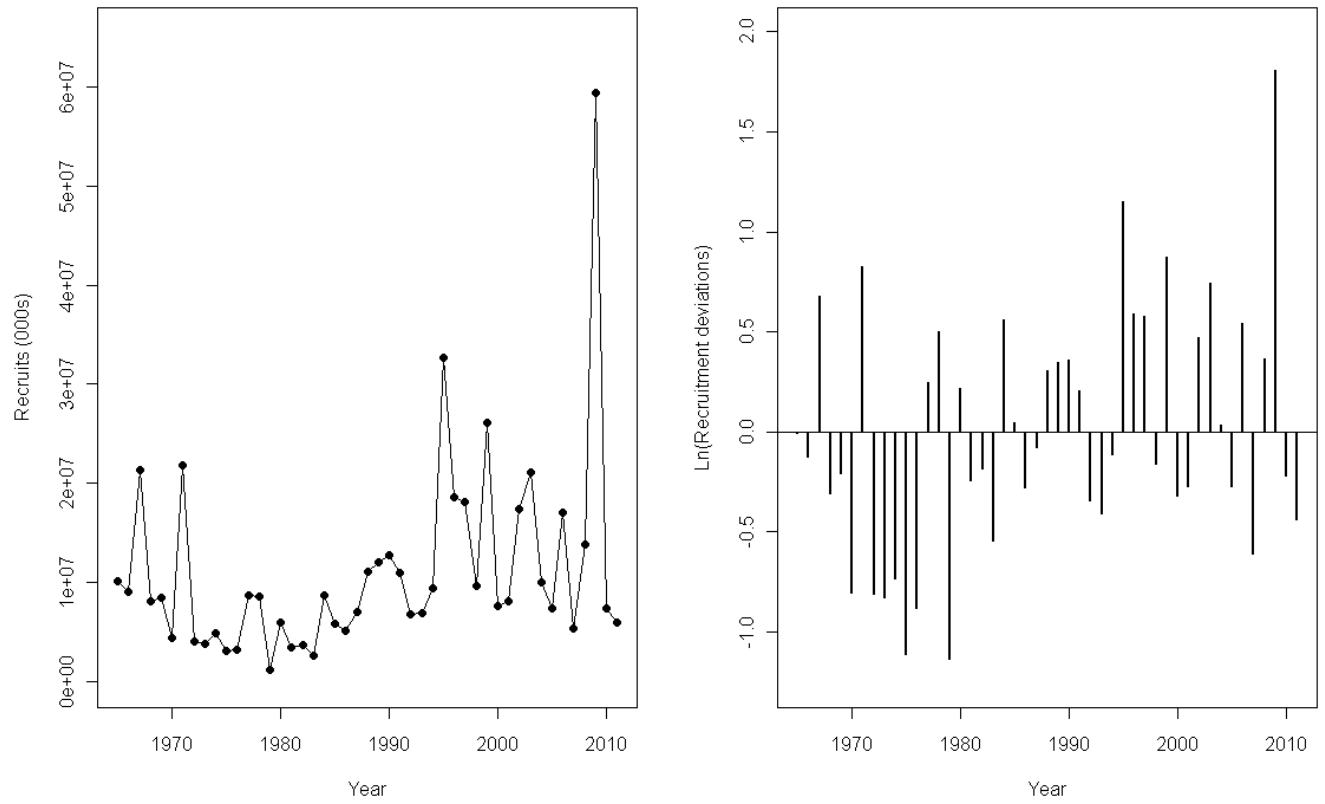 Recruits (000s)
6e+07
5e+07
4e+07
3e+07
2e+07
1e+07
0e+00
1970 1980 1990 2000 2010
Year
Ln(Recruitment deviations)
2.0
1.5
1.0
0.5
0.0
-0.5
-1.0
1970 1980 1990 2000 2010
Year